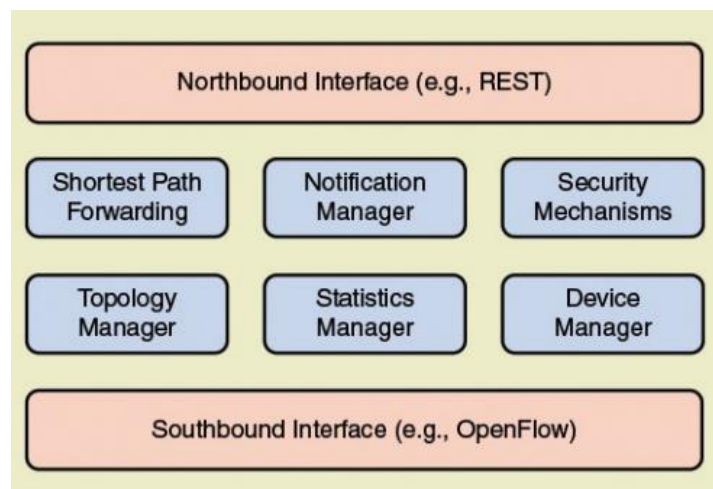 Northbound Interface (e.g., REST)
Shortest Path
Forwarding
Notification
Manager
Security
Mechanisms
Topology
Manager
Statistics
Manager
Device
Manager
Southbound Interface (e.g., OpenFlow)